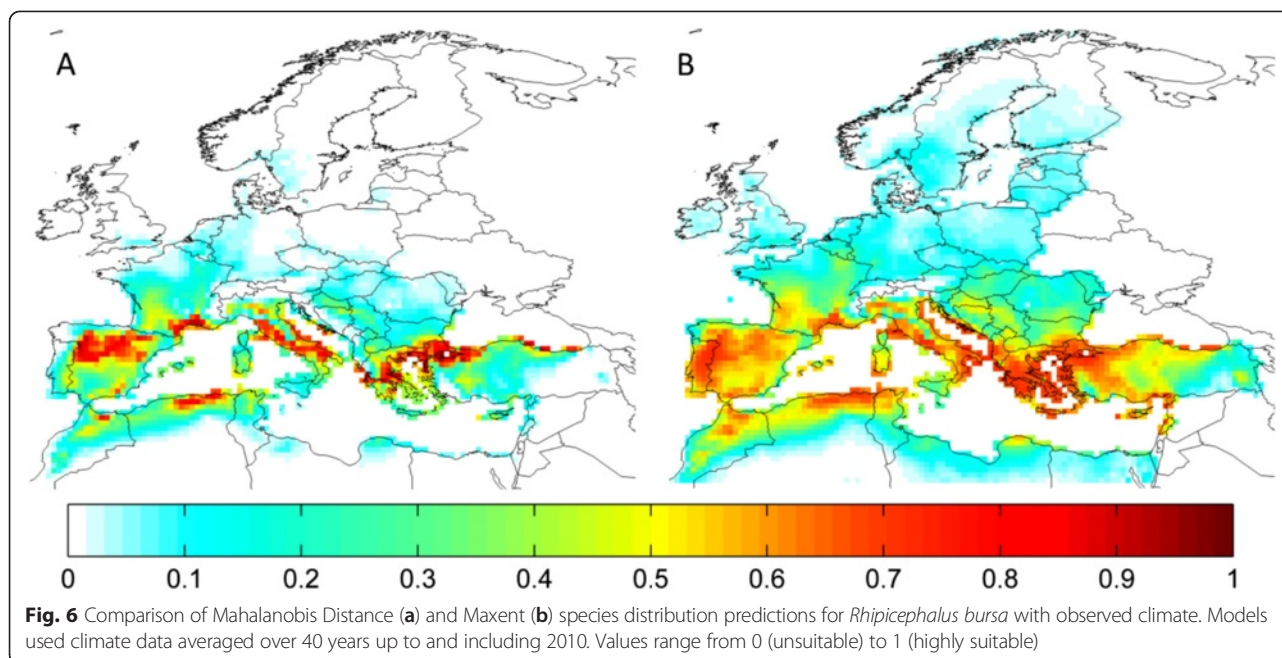 A
B
0 0.1 0.2 0.3 0.4 0.5 0.6 0.7 0.8 0.9 1
Fig. 6 Comparison of Mahalanobis Distance (a) and Maxent (b) species distribution predictions for Rhipicephalus bursa with observed climate. Models
used climate data averaged over 40 years up to and including 2010. Values range from 0 (unsuitable) to 1 (highly suitable)